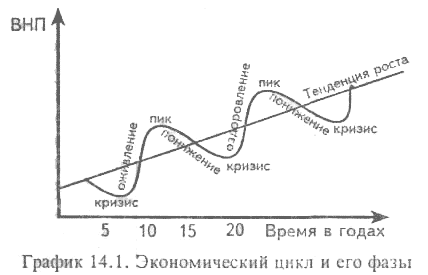 ВНП
Тенденция роста
пик
понижение
кризис
оздоровление
пик
понижение
кризис
оживление
кризис
5 10 15 20 Время в годах
График 14.1. Экономический цикл и его фазы